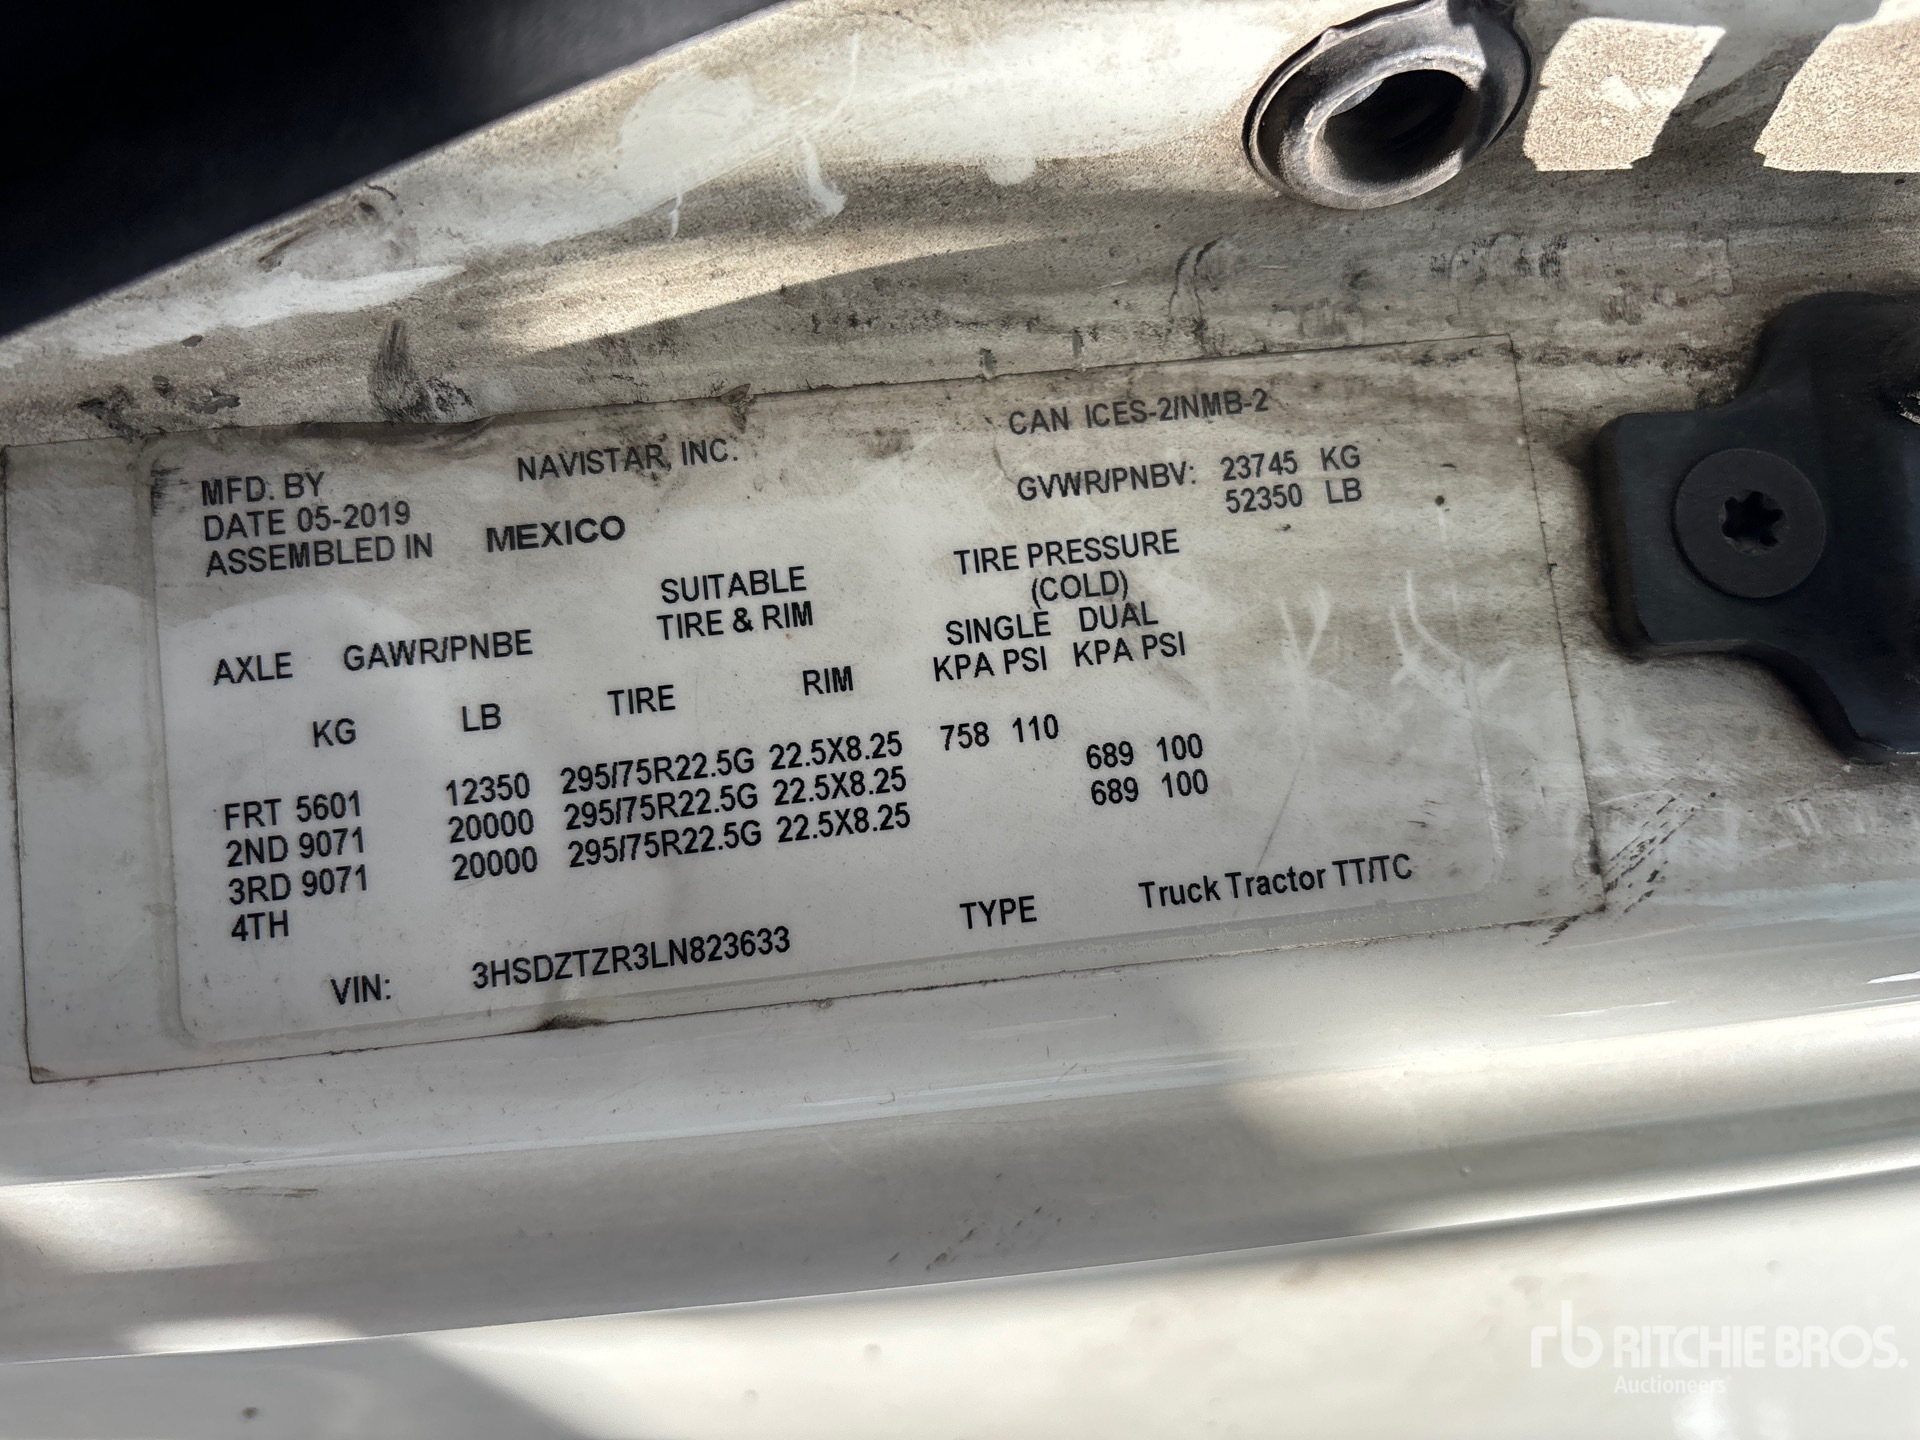 MFD. BY NAVISTAR, INC. CAN ICES-2/NMB-2
DATE 05-2019 GVWR/PNBV: 23745 KG
ASSEMBLED IN MEXICO 52350 LB
SUITABLE TIRE PRESSURE
TIRE & RIM (COLD)
AXLE GAWR/PNBE SINGLE DUAL
KG LB TIRE RIM KPA PSI KPA PSI
FRT 5601 12350 295/75R22.5G 22.5X8.25 758 110
2ND 9071 20000 295/75R22.5G 22.5X8.25 689 100
3RD 9071 20000 295/75R22.5G 22.5X8.25 689 100
4TH
VIN: 3HSDZTZR3LN823633 TYPE Truck Tractor TT/TC
rb RITCHIE BROS.
Auctioneers